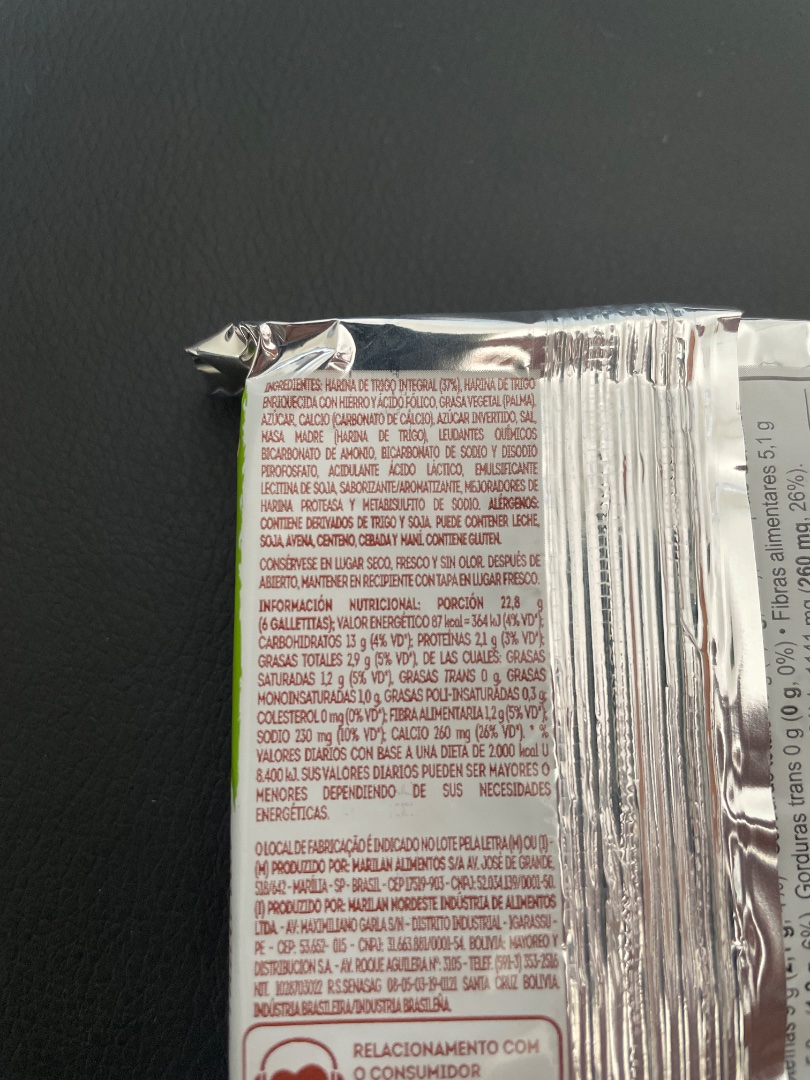 INGREDIENTES: HARINA DE TRIGO INTEGRAL (37%), HARINA DE TRIGO
ENRIQUECIDA CON HIERRO Y ÁCIDO FÓLICO, GRASA VEGETAL (PALMA),
AZÚCAR, CALCIO (CARBONATO DE CÁLCIO), AZÚCAR INVERTIDO, SAL,
MASA MADRE (HARINA DE TRIGO), LEUDANTES QUÍMICOS
BICARBONATO DE AMONIO, BICARBONATO DE SODIO Y DISODIO
PIROFOSFATO, ACIDULANTE ÁCIDO LÁCTICO, EMULSIFICANTE
LECITINA DE SOJA, SABORIZANTE/AROMATIZANTE, MEJORADORES DE
HARINA PROTEASA Y METABISULFITO DE SODIO. ALÉRGENOS:
CONTIENE DERIVADOS DE TRIGO Y SOJA. PUEDE CONTENER LECHE,
SOJA, AVENA, CENTENO, CEBADA Y MANÍ. CONTIENE GLUTEN.
CONSÉRVESE EN LUGAR SECO, FRESCO Y SIN OLOR. DESPUÉS DE
ABIERTO, MANTENER EN RECIPIENTE CON TAPA EN LUGAR FRESCO.
INFORMACIÓN NUTRICIONAL: PORCIÓN 22,8 g
(6 GALLETTITAS); VALOR ENERGÉTICO 87 kcal = 364 kJ (4% VD*);
CARBOHIDRATOS 13 g (4% VD*); PROTEÍNAS 2,1 g (3% VD*);
GRASAS TOTALES 2,9 g (5% VD*), DE LAS CUALES: GRASAS
SATURADAS 1,2 g (5% VD*), GRASAS TRANS 0 g, GRASAS
MONOINSATURADAS 1,0 g, GRASAS POLI-INSATURADAS 0,3 g,
COLESTEROL 0 mg (0% VD*); FIBRA ALIMENTARIA 1,2 g (5% VD*);
SODIO 230 mg (10% VD*); CALCIO 260 mg (26% VD*). * %
VALORES DIARIOS CON BASE A UNA DIETA DE 2.000 kcal U
8.400 kJ. SUS VALORES DIARIOS PUEDEN SER MAYORES O
MENORES DEPENDIENDO DE SUS NECESIDADES
ENERGÉTICAS.
O LOCAL DE FABRICAÇÃO É INDICADO NO LOTE PELA LETRA (M) OU (I) -
(M) PRODUZIDO POR: MARILAN ALIMENTOS S/A AV. JOSÉ DE GRANDE,
518/642 - MARÍLIA - SP - BRASIL - CEP 17519-903 - CNPJ: 52.034.139/0001-50.
(I) PRODUZIDO POR: MARILAN NORDESTE INDÚSTRIA DE ALIMENTOS
LTDA. - AV. MAXIMILIANO GARLA S/N - DISTRITO INDUSTRIAL - IGARASSU -
PE - CEP: 53.652- 015 - CNPJ: 31.663.881/0001-54. BOLIVIA: MAYOREO Y
DISTRIBUCION S.A. - AV. ROQUE AGUILERA Nº: 3105 - TELEF. (591-3) 353-2516
NIT. 1028703022 R.S.SENASAG 08-05-03-19-0121 SANTA CRUZ BOLIVIA.
INDÚSTRIA BRASILEIRA/INDUSTRIA BRASILEÑA.
RELACIONAMENTO COM
O CONSUMIDOR
Gorduras trans 0 g (0 g, 0%) • Fibras alimentares 5,1 g
mg (260 mg, 26%).